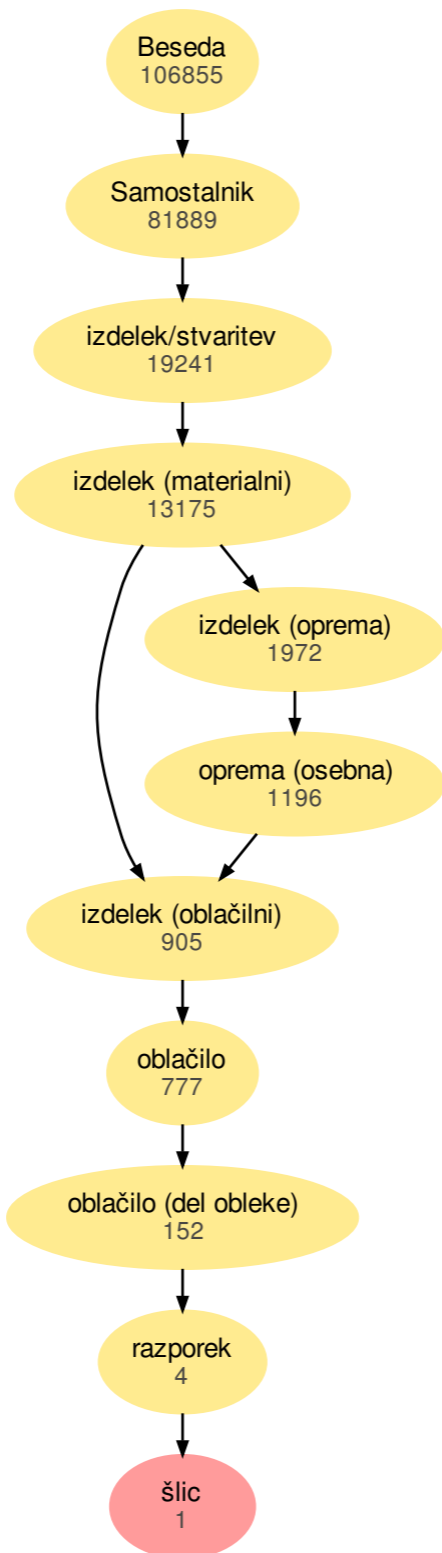 Beseda
106855
Samostalnik
81889
izdelek/stvaritev
19241
izdelek (materialni)
13175
izdelek (oprema)
1972
oprema (osebna)
1196
izdelek (oblačilni)
905
oblačilo
777
oblačilo (del obleke)
152
razporek
4
šlic
1